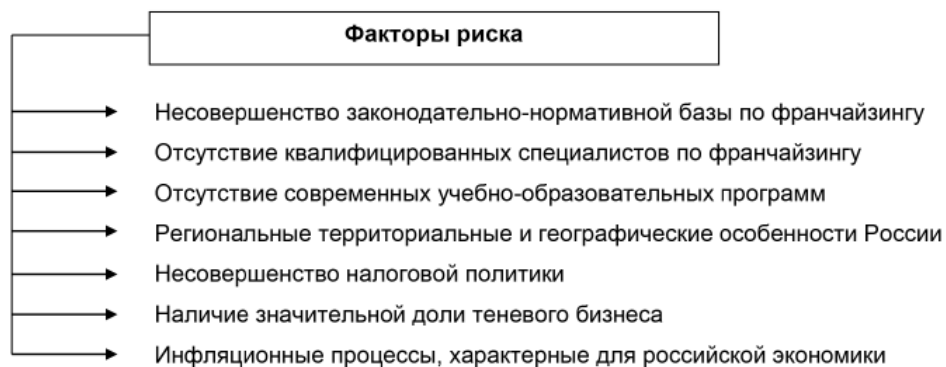 Факторы риска
Несовершенство законодательно-нормативной базы по франчайзингу
Отсутствие квалифицированных специалистов по франчайзингу
Отсутствие современных учебно-образовательных программ
Региональные территориальные и географические особенности России
Несовершенство налоговой политики
Наличие значительной доли теневого бизнеса
Инфляционные процессы, характерные для российской экономики